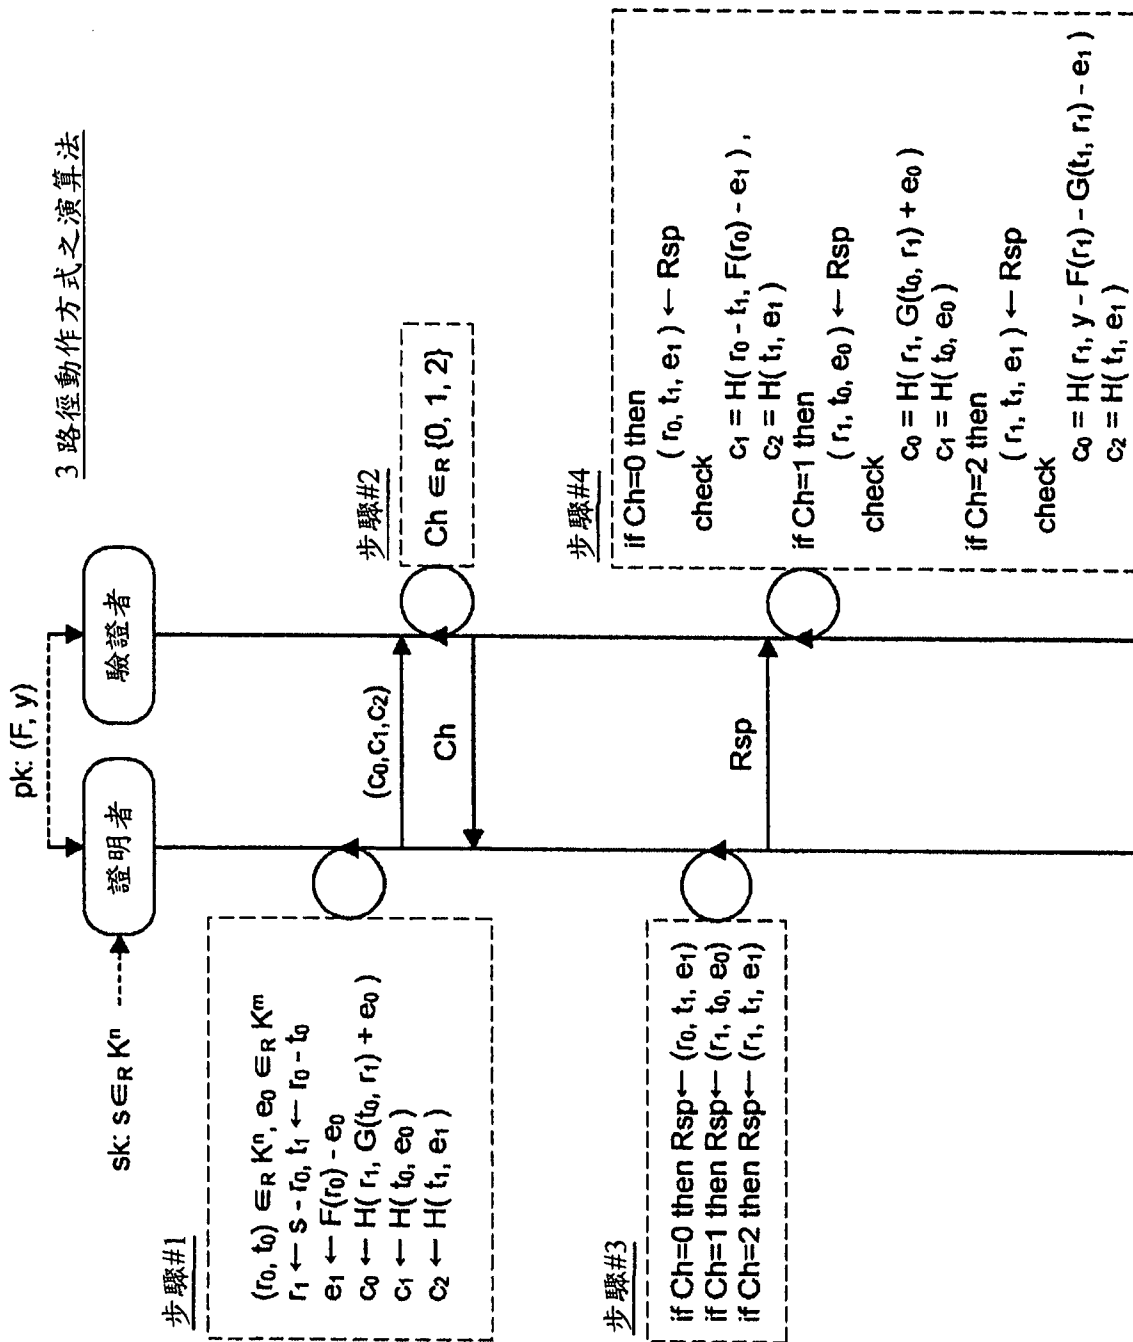 3 路徑動作方式之演算法
pk: (F, y)
sk: s ∈R Kⁿ
證明者
驗證者
步驟#1
(r₀, t₀) ∈R Kⁿ, e₀ ∈R Kᵐ
r₁ ← s - r₀, t₁ ← r₀ - t₀
e₁ ← F(r₀) - e₀
c₀ ← H( r₁, G(t₀, r₁) + e₀ )
c₁ ← H( t₀, e₀ )
c₂ ← H( t₁, e₁ )
(c₀,c₁,c₂)
步驟#2
Ch ∈R {0, 1, 2}
Ch
步驟#3
if Ch=0 then Rsp← (r₀, t₁, e₁)
if Ch=1 then Rsp← (r₁, t₀, e₀)
if Ch=2 then Rsp← (r₁, t₁, e₁)
Rsp
步驟#4
if Ch=0 then
( r₀, t₁, e₁ ) ← Rsp
check
c₁ = H( r₀ - t₁, F(r₀) - e₁ ) ,
c₂ = H( t₁, e₁ )
if Ch=1 then
( r₁, t₀, e₀ ) ← Rsp
check
c₀ = H( r₁, G(t₀, r₁) + e₀ )
c₁ = H( t₀, e₀ )
if Ch=2 then
( r₁, t₁, e₁ ) ← Rsp
check
c₀ = H( r₁, y - F(r₁) - G(t₁, r₁) - e₁ )
c₂ = H( t₁, e₁ )